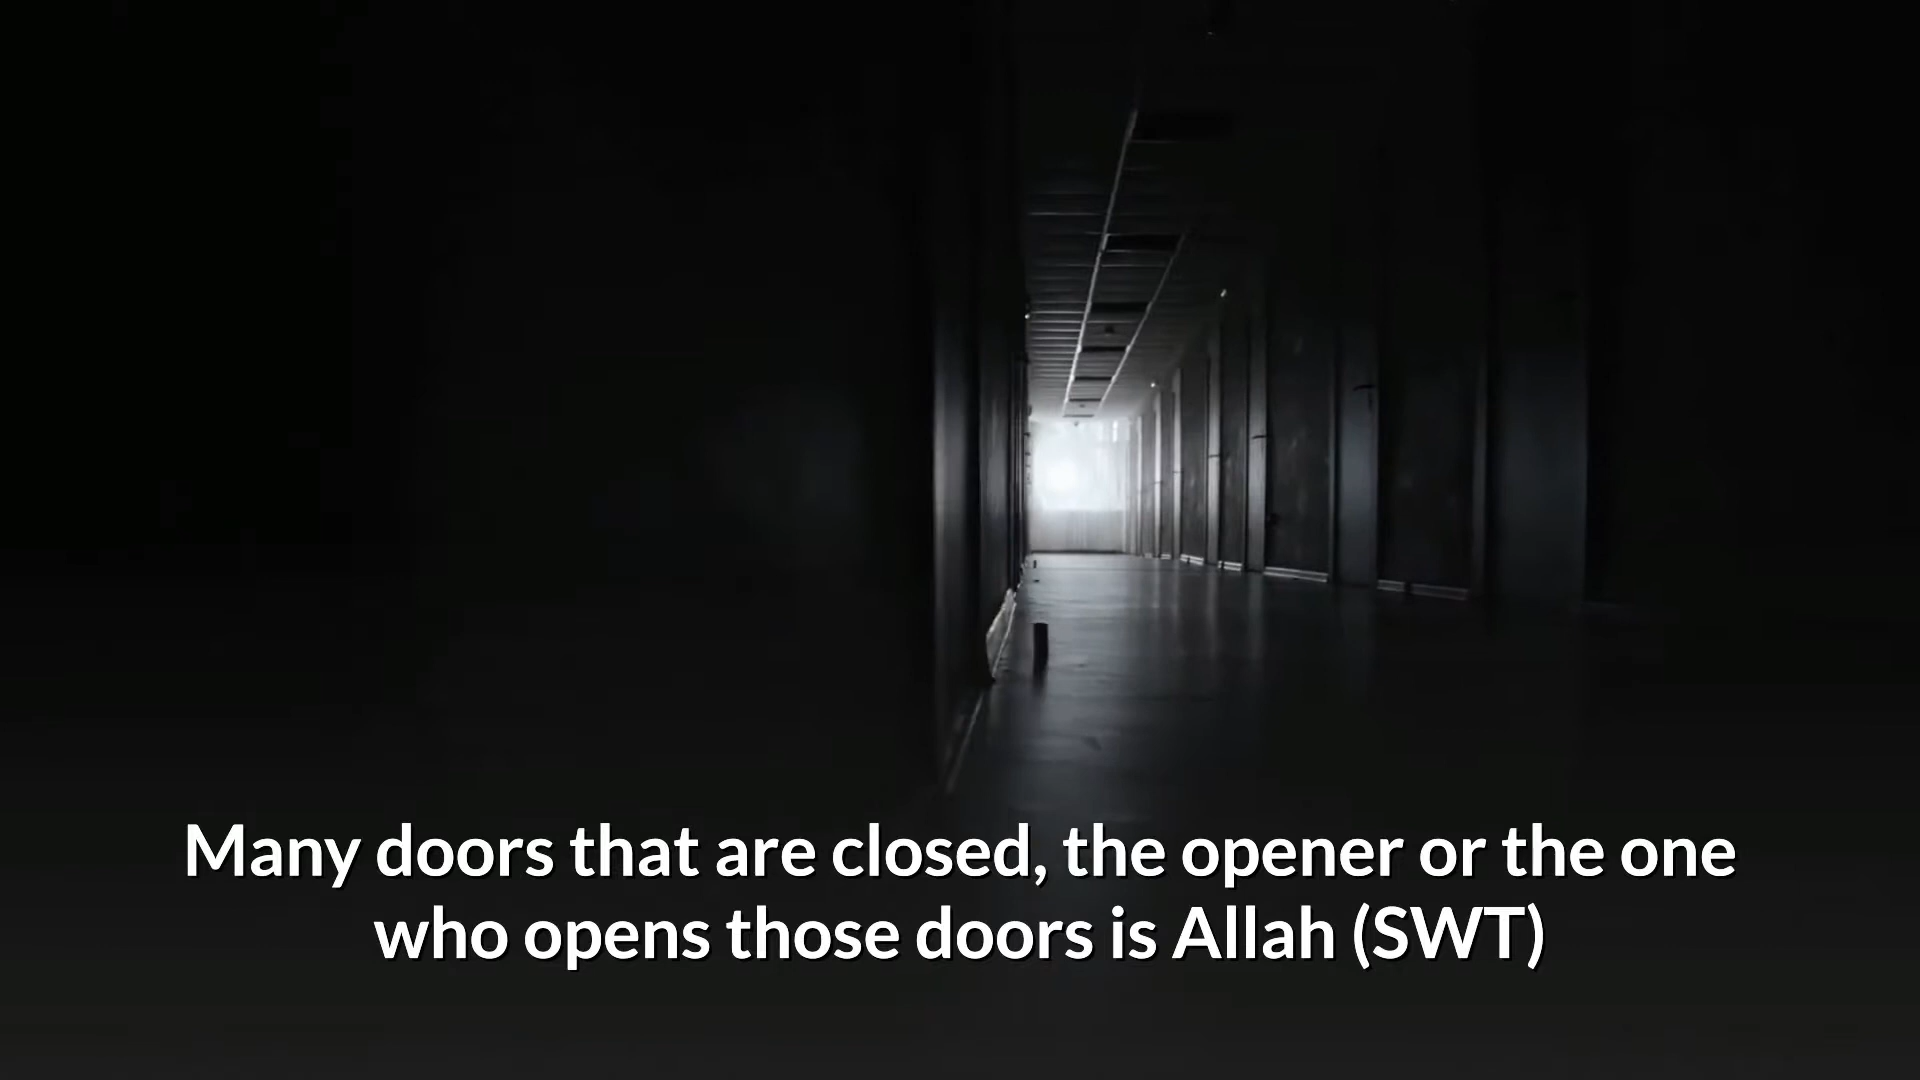 Many doors that are closed, the opener or the one
who opens those doors is Allah (SWT)